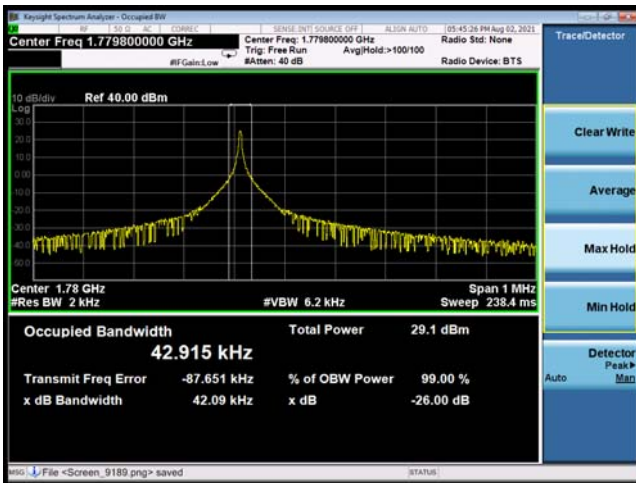 Keysight Spectrum Analyzer - Occupied BW
RF 50 Ω AC CORREC SENSE:INT SOURCE OFF ALIGN AUTO 05:45:26 PM Aug 02, 2021
Center Freq 1.779800000 GHz Center Freq: 1.779800000 GHz Radio Std: None
Trig: Free Run Avg|Hold:>100/100
#IFGain:Low #Atten: 40 dB Radio Device: BTS
Trace/Detector
10 dB/div Ref 40.00 dBm
Log
30.0
20.0
10.0
0.00
10.0
20.0
30.0
40.0
50.0
Center 1.78 GHz Span 1 MHz
#Res BW 2 kHz #VBW 6.2 kHz Sweep 238.4 ms
Clear Write
Average
Max Hold
Min Hold
Detector
Peak▶
Auto Man
Occupied Bandwidth Total Power 29.1 dBm
42.915 kHz
Transmit Freq Error -87.651 kHz % of OBW Power 99.00 %
x dB Bandwidth 42.09 kHz x dB -26.00 dB
MSG File <Screen_9189.png> saved STATUS